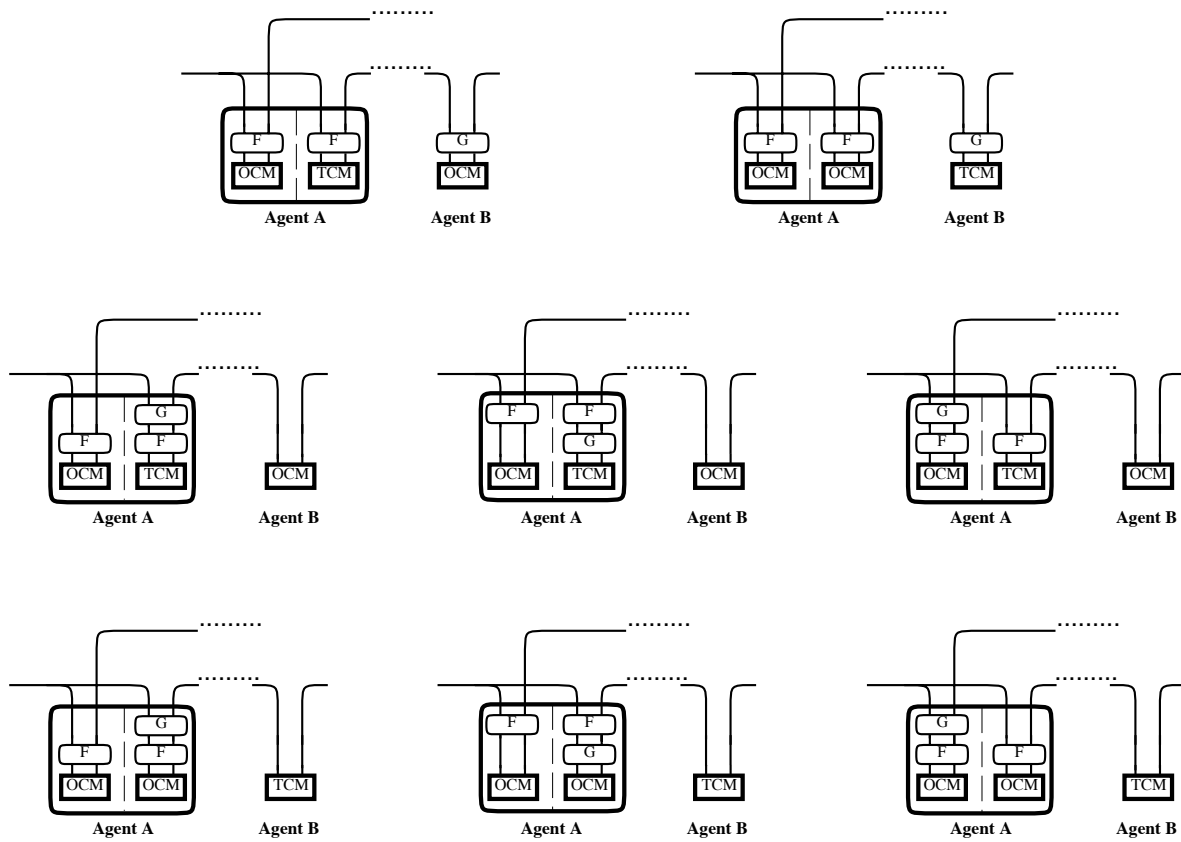 F F G F F G
OCM TCM OCM OCM OCM TCM
Agent A Agent B Agent A Agent B
G F F G
F F G F F
OCM TCM OCM OCM TCM OCM OCM TCM OCM
Agent A Agent B Agent A Agent B Agent A Agent B
G F F G
F F G F F
OCM OCM TCM OCM OCM TCM OCM OCM TCM
Agent A Agent B Agent A Agent B Agent A Agent B